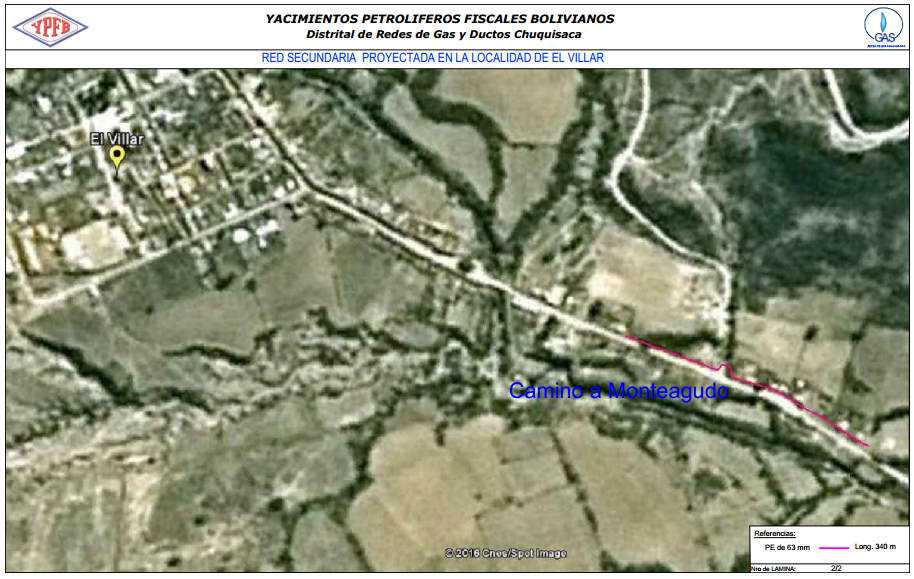 YPFB
YACIMIENTOS PETROLIFEROS FISCALES BOLIVIANOS
Distrital de Redes de Gas y Ductos Chuquisaca
GAS
RED SECUNDARIA PROYECTADA EN LA LOCALIDAD DE EL VILLAR
El Villar
Camino a Monteagudo
© 2016 Cnes/Spot Image
Referencias:
PE de 63 mm
Long. 340 m
Nro de LAMINA: 2/2